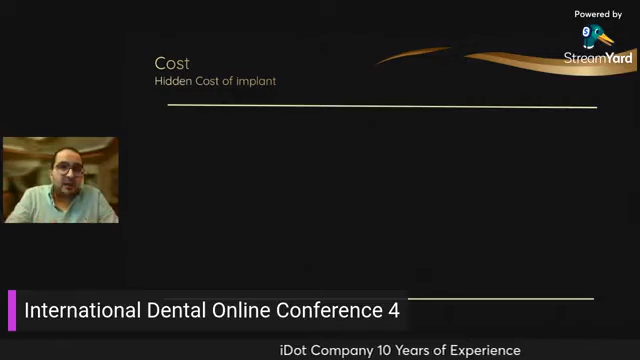 Powered by
StreamYard
Cost
Hidden Cost of implant
International Dental Online Conference 4
iDot Company 10 Years of Experience